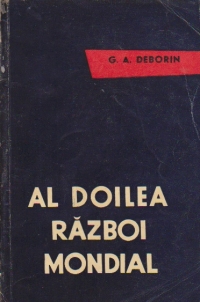 G. A. DEBORIN
AL DOILEA
RĂZBOI
MONDIAL